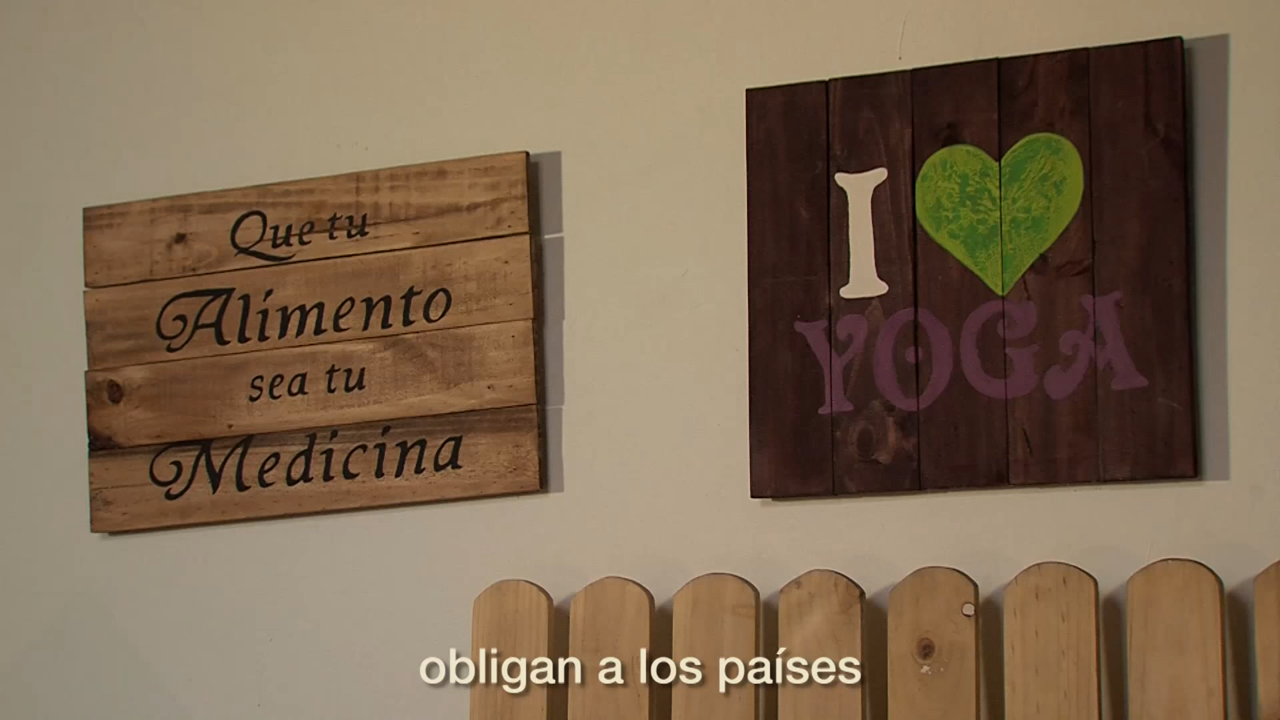 Que tu
Alimento
sea tu
Medicina
I
YOGA
obligan a los países